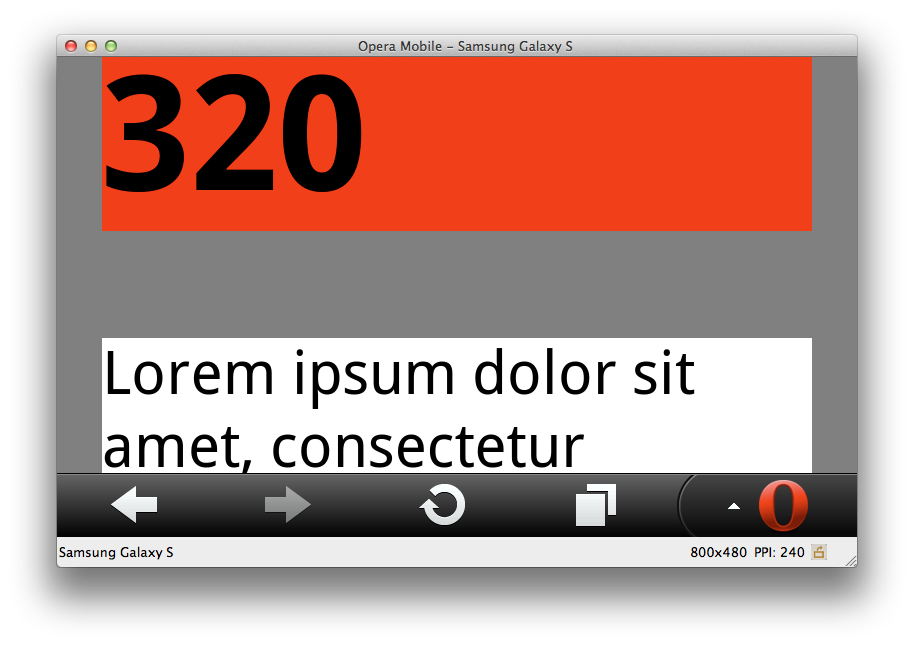 Opera Mobile – Samsung Galaxy S
320
Lorem ipsum dolor sit
amet, consectetur
Samsung Galaxy S 800x480 PPI: 240